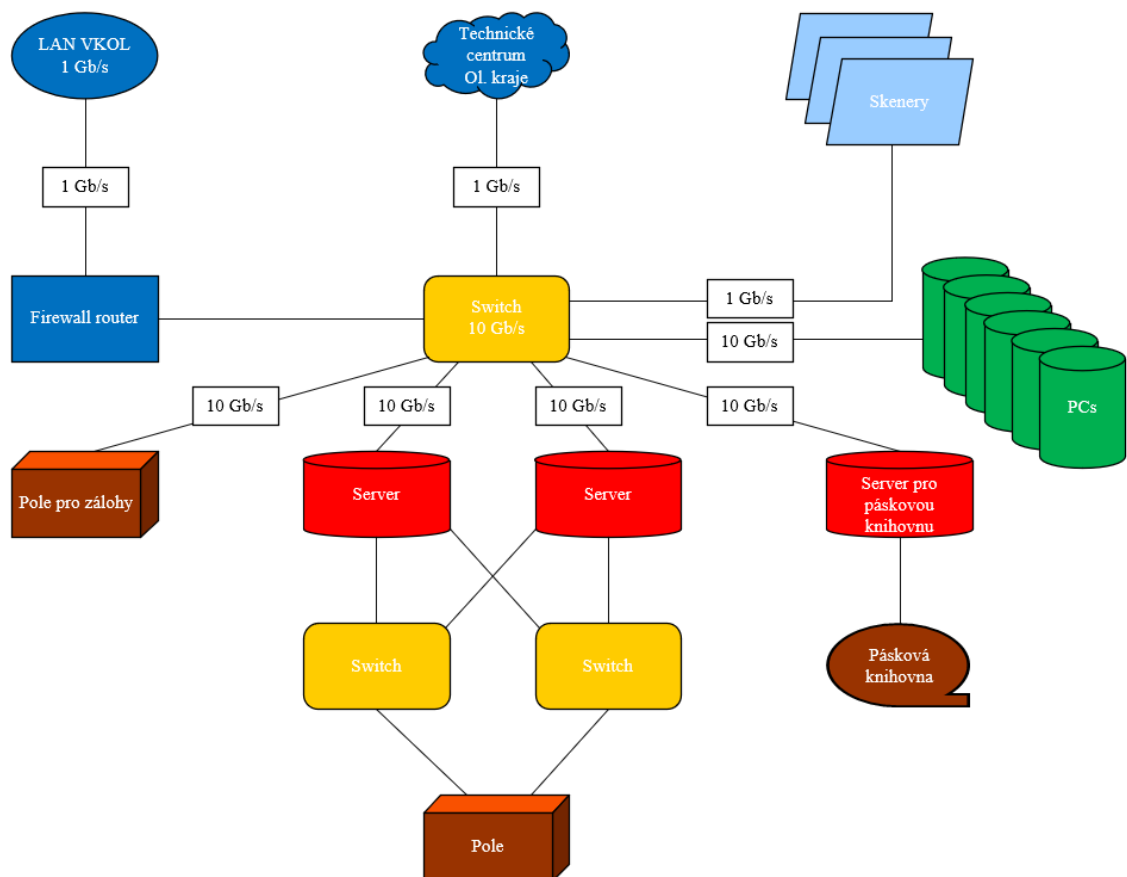 LAN VKOL
1 Gb/s
Technické
centrum
Ol. kraje
Skenery
1 Gb/s
1 Gb/s
Firewall router
Switch
10 Gb/s
1 Gb/s
10 Gb/s
PCs
10 Gb/s
10 Gb/s
10 Gb/s
10 Gb/s
Pole pro zálohy
Server
Server
Server pro
páskovou
knihovnu
Switch
Switch
Pásková
knihovna
Pole